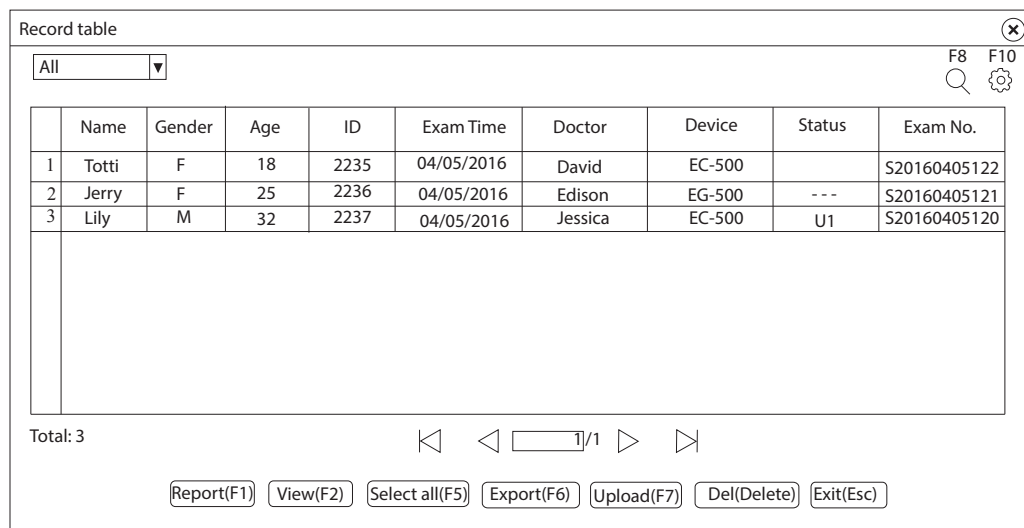 Record table
All
F8 F10
Name Gender Age ID Exam Time Doctor Device Status Exam No.
1 Totti F 18 2235 04/05/2016 David EC-500 S20160405122
2 Jerry F 25 2236 04/05/2016 Edison EG-500 - - - S20160405121
3 Lily M 32 2237 04/05/2016 Jessica EC-500 U1 S20160405120
Total: 3 1/1
Report(F1) View(F2) Select all(F5) Export(F6) Upload(F7) Del(Delete) Exit(Esc)